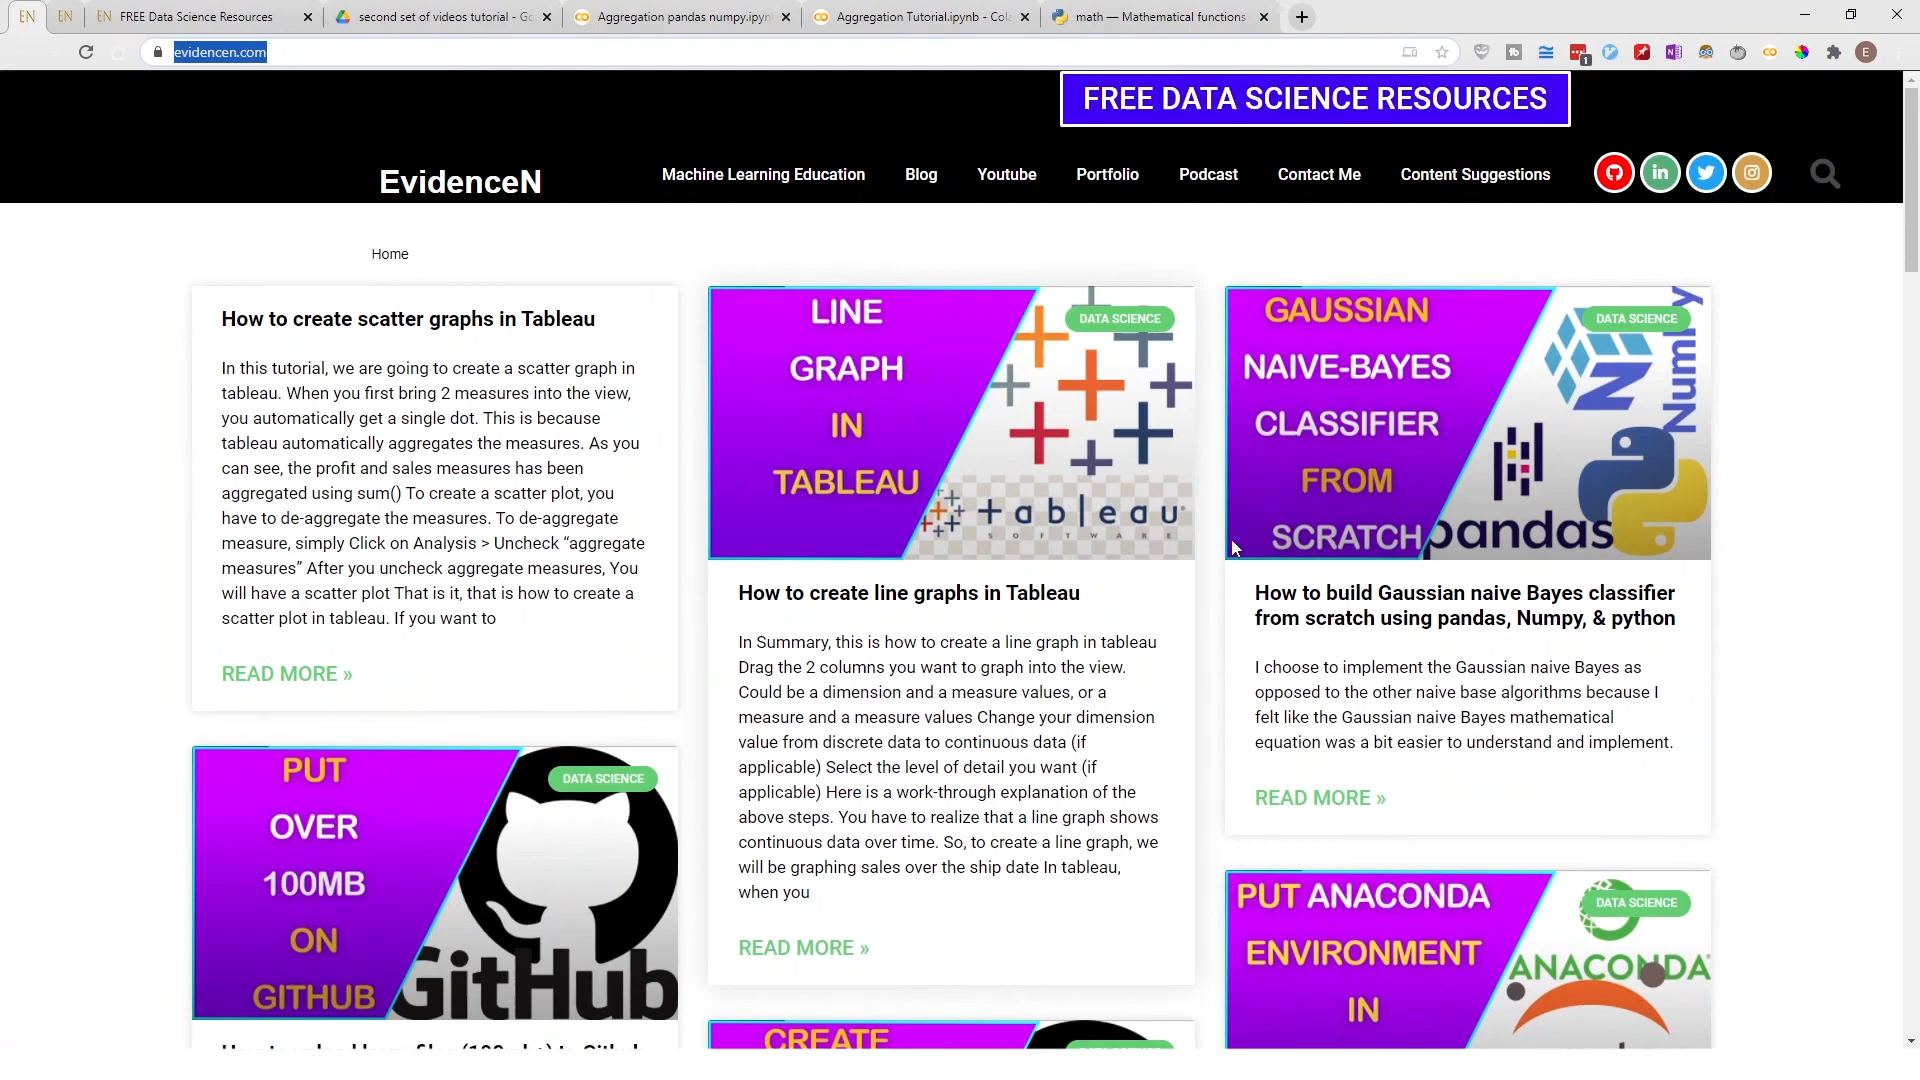 EN
EN
EN FREE Data Science Resources
second set of videos tutorial - Go
Aggregation pandas numpy.ipyn
Aggregation Tutorial.ipynb - Cola
math — Mathematical functions
evidencen.com
1
E
FREE DATA SCIENCE RESOURCES
EvidenceN
Machine Learning Education
Blog
Youtube
Portfolio
Podcast
Contact Me
Content Suggestions
Home
How to create scatter graphs in Tableau
In this tutorial, we are going to create a scatter graph in
tableau. When you first bring 2 measures into the view,
you automatically get a single dot. This is because
tableau automatically aggregates the measures. As you
can see, the profit and sales measures has been
aggregated using sum() To create a scatter plot, you
have to de-aggregate the measures. To de-aggregate
measure, simply Click on Analysis > Uncheck “aggregate
measures” After you uncheck aggregate measures, You
will have a scatter plot That is it, that is how to create a
scatter plot in tableau. If you want to
READ MORE »
PUT
OVER
100MB
ON
GITHUB
DATA SCIENCE
GitHub
LINE
GRAPH
IN
TABLEAU
DATA SCIENCE
+ a b l e a u
S O F T W A R E
How to create line graphs in Tableau
In Summary, this is how to create a line graph in tableau
Drag the 2 columns you want to graph into the view.
Could be a dimension and a measure values, or a
measure and a measure values Change your dimension
value from discrete data to continuous data (if
applicable) Select the level of detail you want (if
applicable) Here is a work-through explanation of the
above steps. You have to realize that a line graph shows
continuous data over time. So, to create a line graph, we
will be graphing sales over the ship date In tableau,
when you
READ MORE »
CREATE
GAUSSIAN
NAIVE-BAYES
CLASSIFIER
FROM
SCRATCH
DATA SCIENCE
NumPy
pandas
How to build Gaussian naive Bayes classifier
from scratch using pandas, Numpy, & python
I choose to implement the Gaussian naive Bayes as
opposed to the other naive base algorithms because I
felt like the Gaussian naive Bayes mathematical
equation was a bit easier to understand and implement.
READ MORE »
PUT ANACONDA
ENVIRONMENT
IN
DATA SCIENCE
ANACONDA